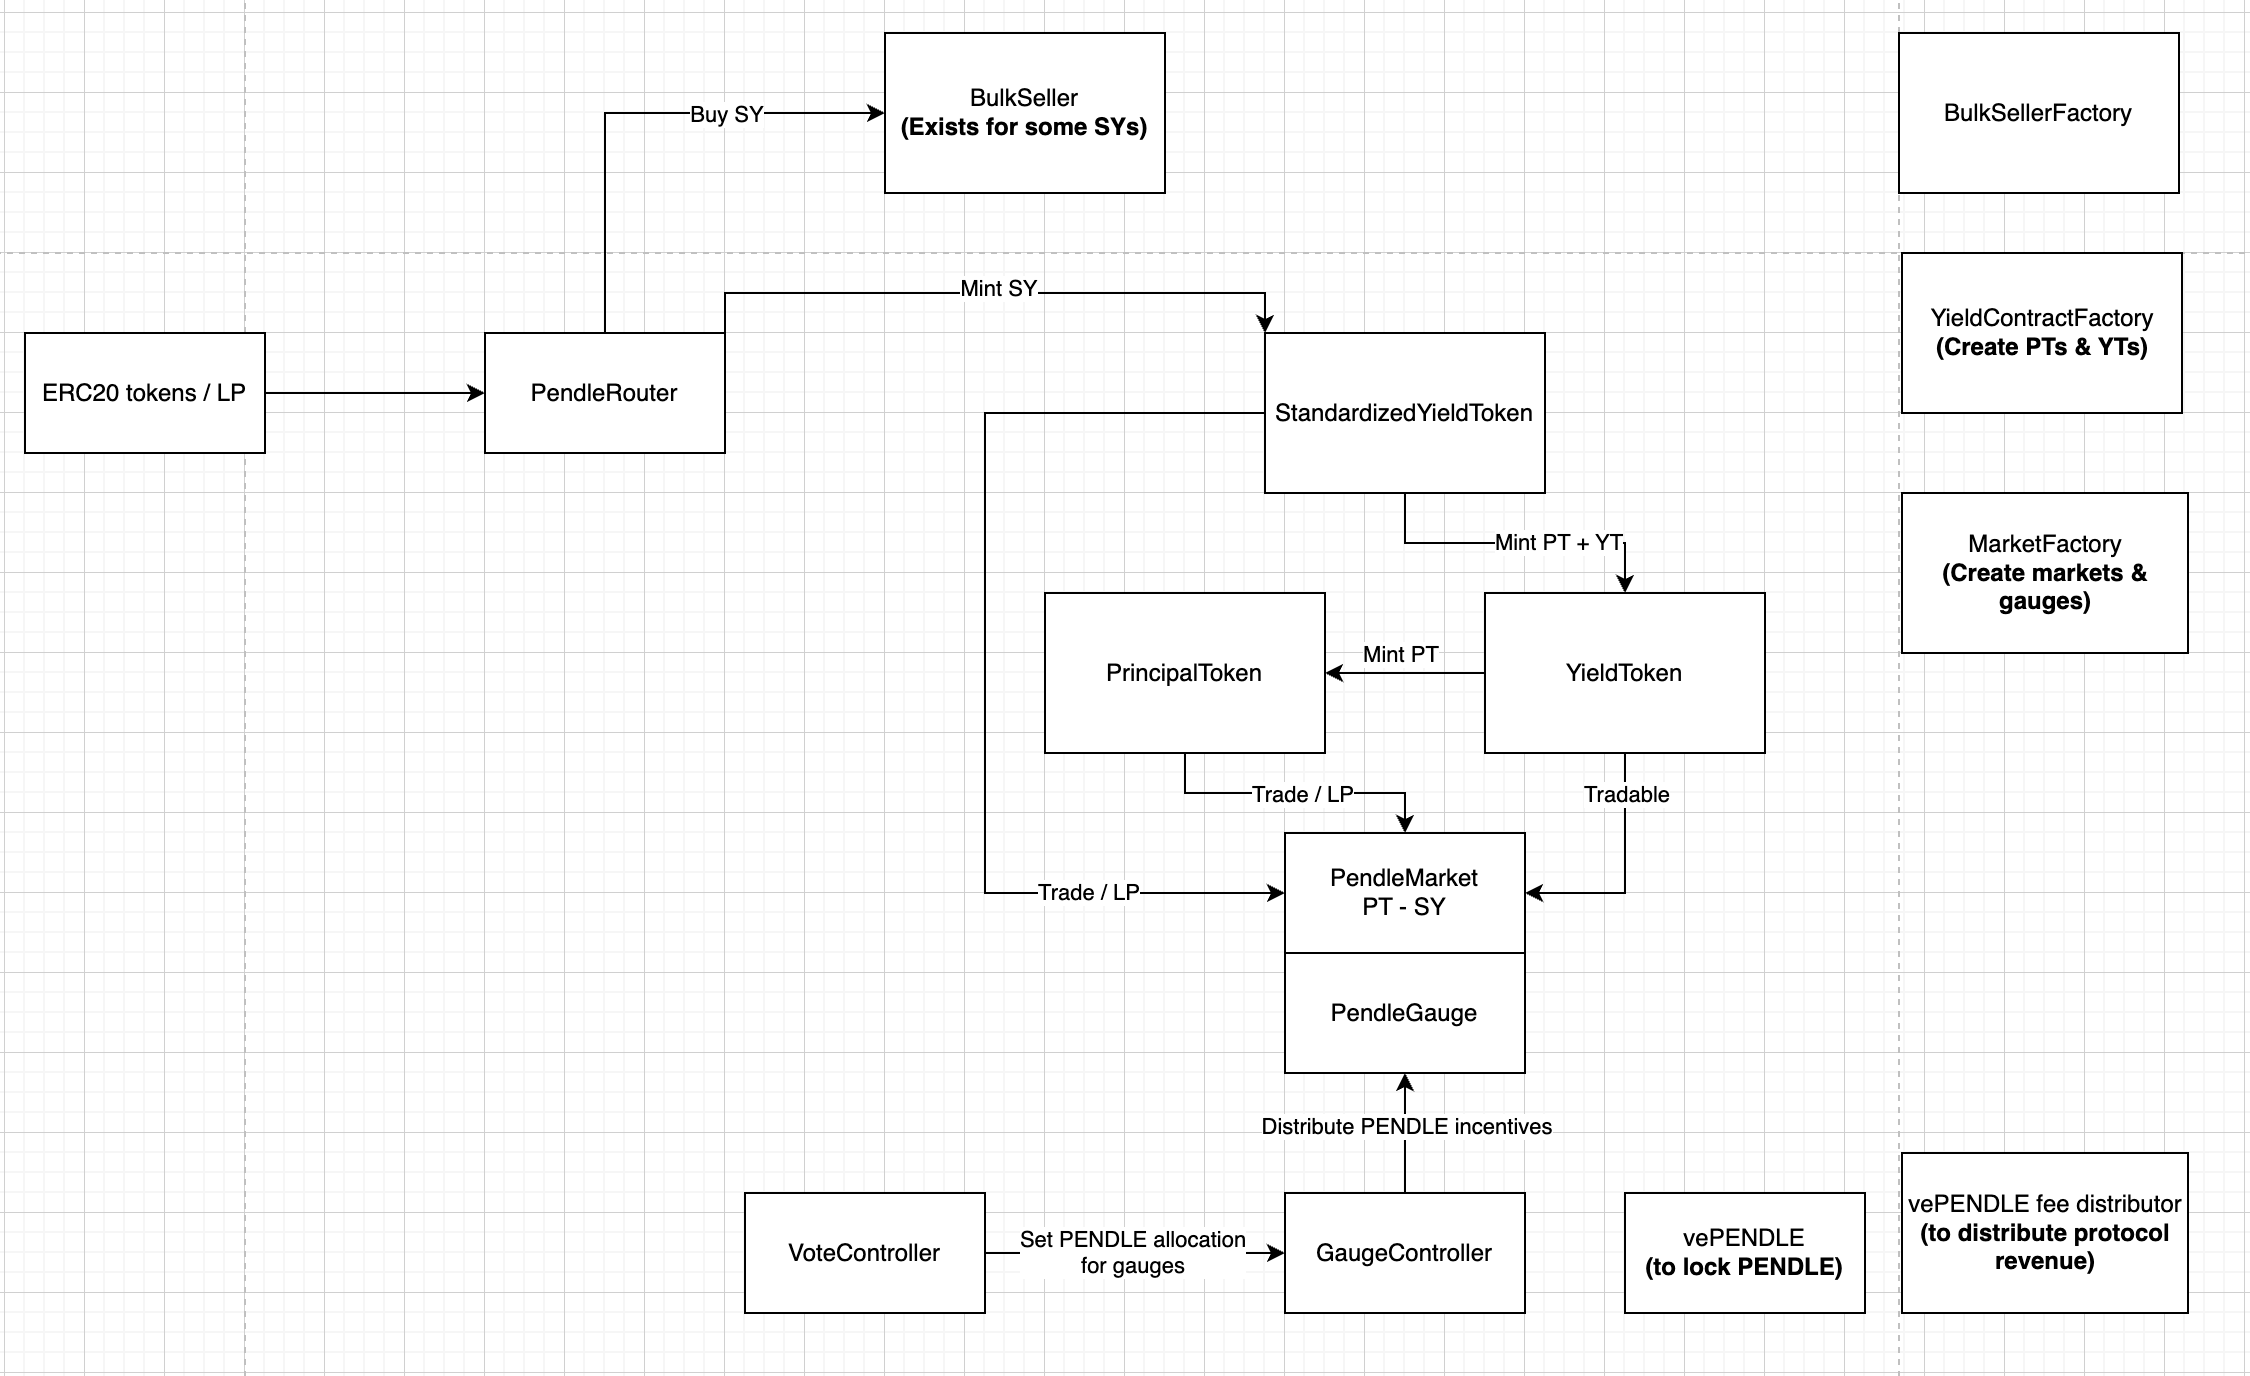 BulkSeller
(Exists for some SYs)
BulkSellerFactory
Buy SY
Mint SY
YieldContractFactory
(Create PTs & YTs)
ERC20 tokens / LP
PendleRouter
StandardizedYieldToken
Mint PT + YT
MarketFactory
(Create markets &
gauges)
PrincipalToken
Mint PT
YieldToken
Trade / LP
Tradable
Trade / LP
PendleMarket
PT - SY
PendleGauge
Distribute PENDLE incentives
VoteController
Set PENDLE allocation
for gauges
GaugeController
vePENDLE
(to lock PENDLE)
vePENDLE fee distributor
(to distribute protocol
revenue)